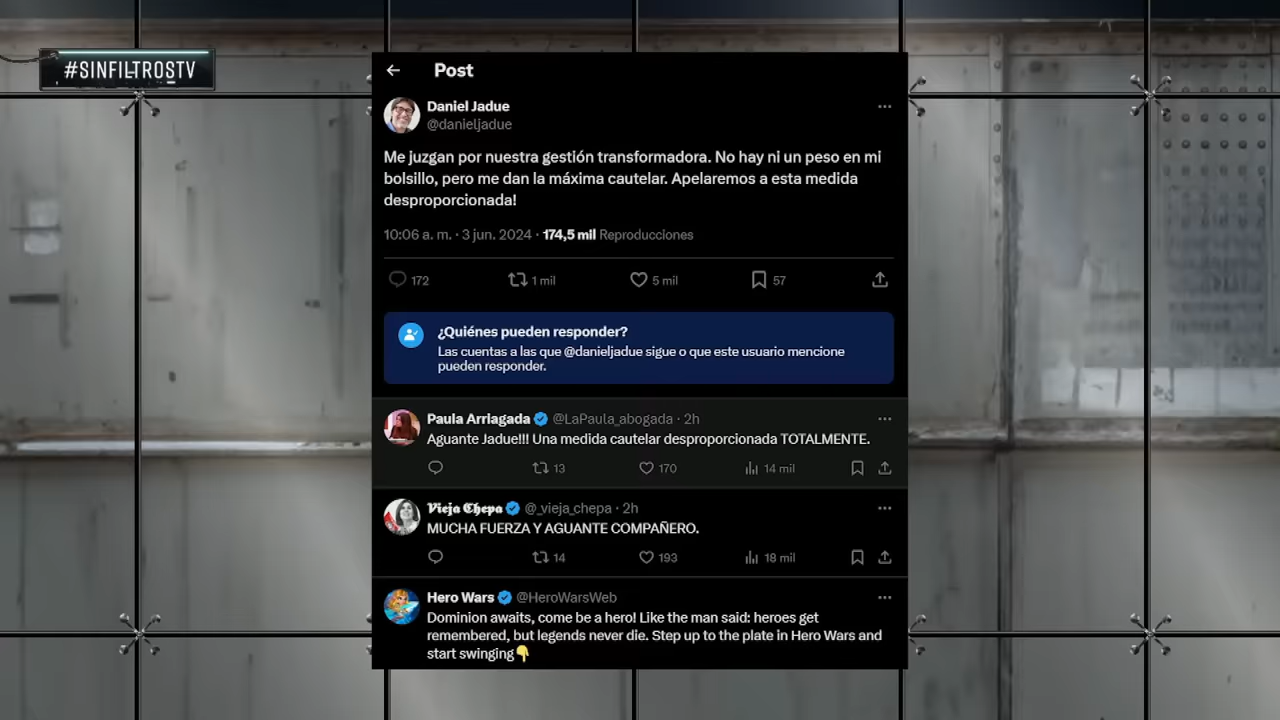 #SINFILTROSTV
Post
Daniel Jadue
@danieljadue
Me juzgan por nuestra gestión transformadora. No hay ni un peso en mi
bolsillo, pero me dan la máxima cautelar. Apelaremos a esta medida
desproporcionada!
10:06 a. m. · 3 jun. 2024 · 174,5 mil Reproducciones
172 1 mil 5 mil 57
¿Quiénes pueden responder?
Las cuentas a las que @danieljadue sigue o que este usuario mencione
pueden responder.
Paula Arriagada @LaPaula_abogada · 2h
Aguante Jadue!!! Una medida cautelar desproporcionada TOTALMENTE.
13 170 14 mil
Vieja Chepa @_vieja_chepa · 2h
MUCHA FUERZA Y AGUANTE COMPAÑERO.
14 193 18 mil
Hero Wars @HeroWarsWeb
Dominion awaits, come be a hero! Like the man said: heroes get
remembered, but legends never die. Step up to the plate in Hero Wars and
start swinging👇